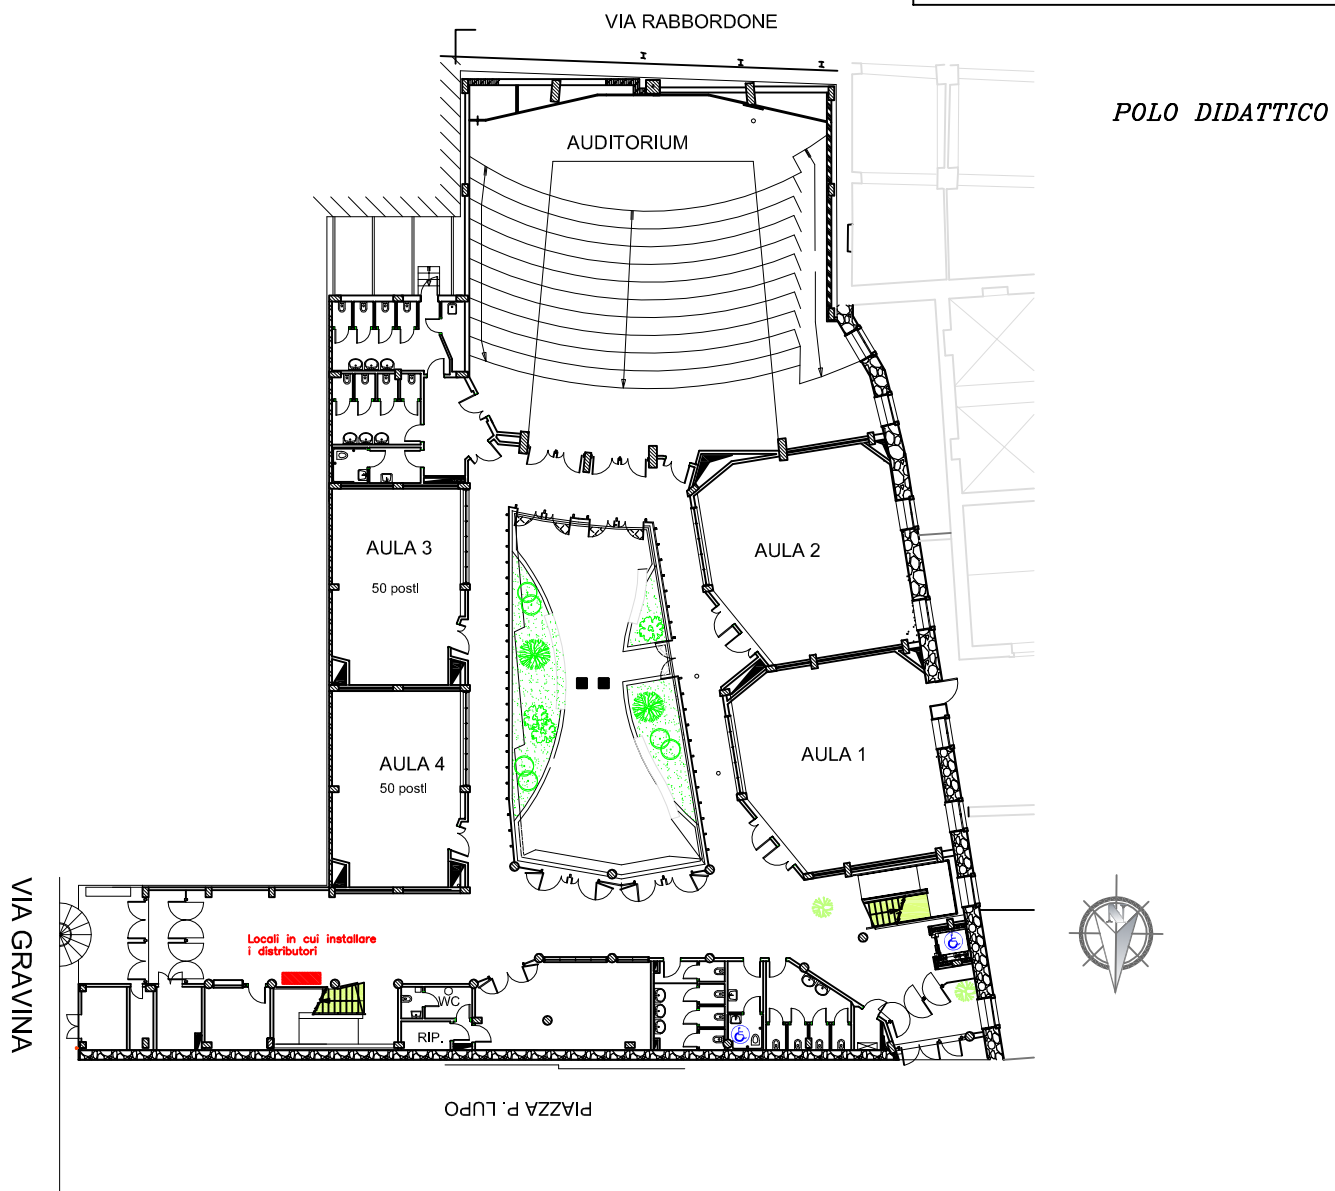 VIA RABBORDONE
POLO DIDATTICO
AUDITORIUM
AULA 3
50 posti
AULA 2
AULA 4
50 posti
AULA 1
VIA GRAVINA
Locali in cui installare
i distributori
N
WC
RIP.
PIAZZA P. LUPO